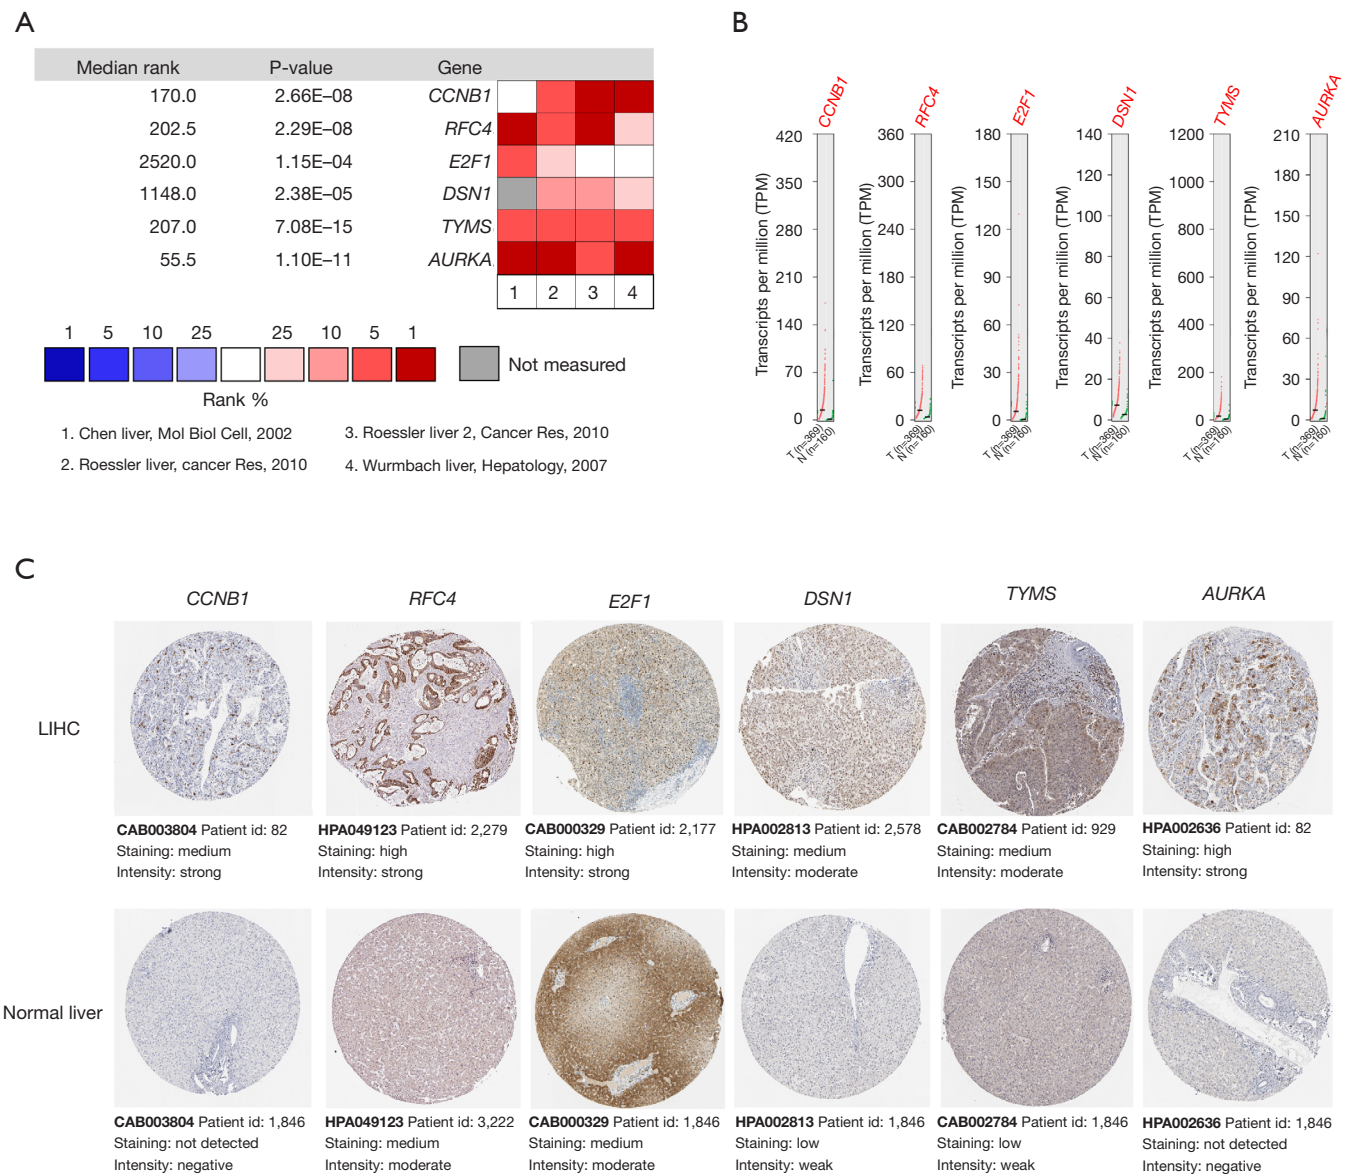 A
Median rank P-value Gene
170.0 2.66E–08 CCNB1
202.5 2.29E–08 RFC4
2520.0 1.15E–04 E2F1
1148.0 2.38E–05 DSN1
207.0 7.08E–15 TYMS
55.5 1.10E–11 AURKA
1 2 3 4
1 5 10 25 25 10 5 1
Not measured
Rank %
1. Chen liver, Mol Biol Cell, 2002
2. Roessler liver, cancer Res, 2010
3. Roessler liver 2, Cancer Res, 2010
4. Wurmbach liver, Hepatology, 2007
B
CCNB1
Transcripts per million (TPM)
420
350
280
210
140
70
0
T (n=369)
N (n=160)
RFC4
Transcripts per million (TPM)
360
300
240
180
120
60
0
T (n=369)
N (n=160)
E2F1
Transcripts per million (TPM)
180
150
120
90
60
30
0
T (n=369)
N (n=160)
DSN1
Transcripts per million (TPM)
140
120
100
80
60
40
20
0
T (n=369)
N (n=160)
TYMS
Transcripts per million (TPM)
1200
1000
800
600
400
200
0
T (n=369)
N (n=160)
AURKA
Transcripts per million (TPM)
210
180
150
120
90
60
30
0
T (n=369)
N (n=160)
C
CCNB1 RFC4 E2F1 DSN1 TYMS AURKA
LIHC
CAB003804 Patient id: 82
Staining: medium
Intensity: strong
HPA049123 Patient id: 2,279
Staining: high
Intensity: strong
CAB000329 Patient id: 2,177
Staining: high
Intensity: strong
HPA002813 Patient id: 2,578
Staining: medium
Intensity: moderate
CAB002784 Patient id: 929
Staining: medium
Intensity: moderate
HPA002636 Patient id: 82
Staining: high
Intensity: strong
Normal liver
CAB003804 Patient id: 1,846
Staining: not detected
Intensity: negative
HPA049123 Patient id: 3,222
Staining: medium
Intensity: moderate
CAB000329 Patient id: 1,846
Staining: medium
Intensity: moderate
HPA002813 Patient id: 1,846
Staining: low
Intensity: weak
CAB002784 Patient id: 1,846
Staining: low
Intensity: weak
HPA002636 Patient id: 1,846
Staining: not detected
Intensity: negative